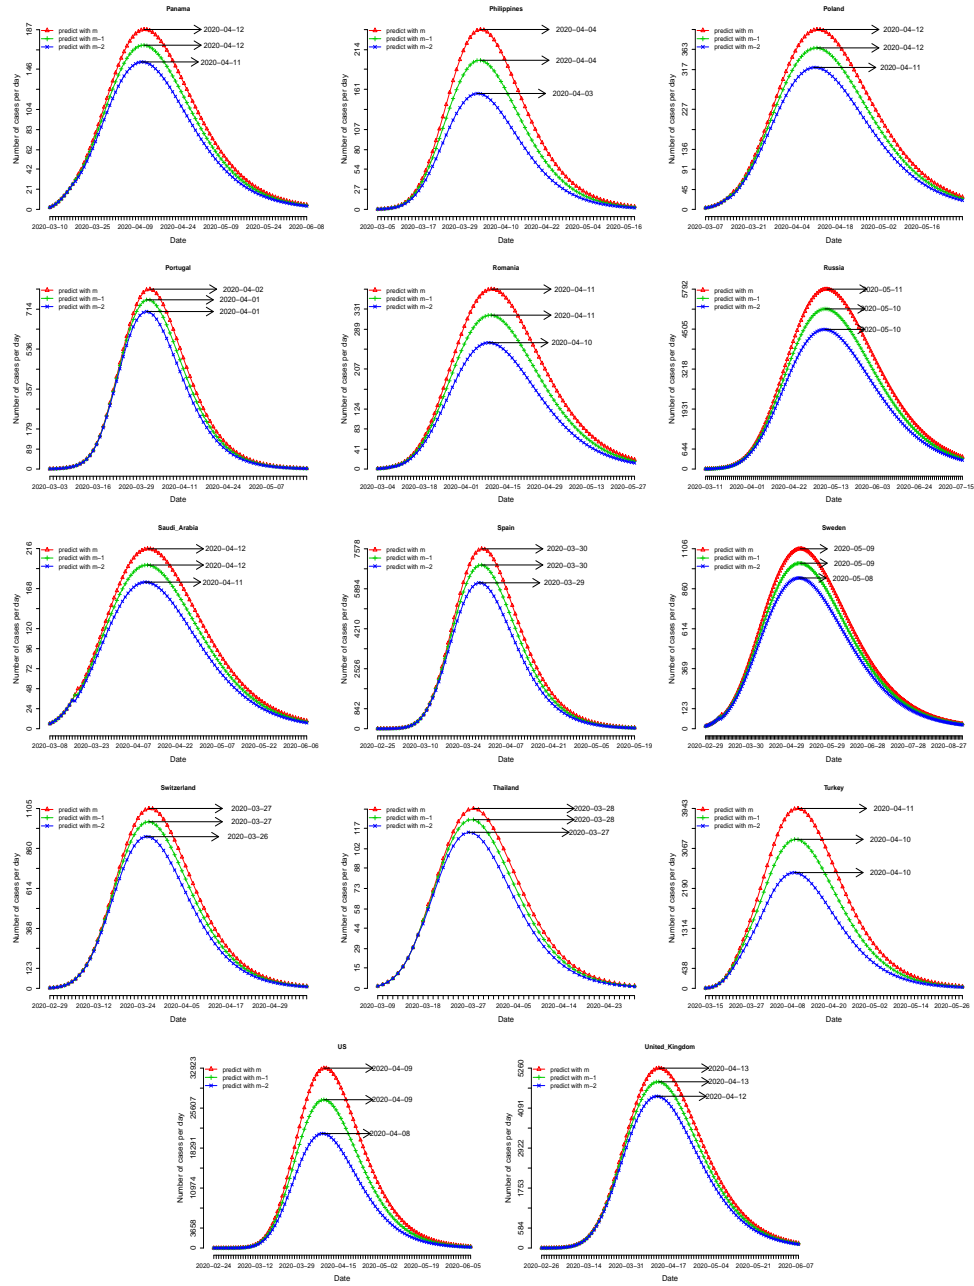 Panama
Number of cases per day
187
146
104
83
62
42
21
0
predict with m
predict with m−1
predict with m−2
2020−04−12
2020−04−12
2020−04−11
2020−03−10 2020−03−25 2020−04−09 2020−04−24 2020−05−09 2020−05−24 2020−06−08
Date
Philippines
Number of cases per day
214
161
107
80
54
27
0
predict with m
predict with m−1
predict with m−2
2020−04−04
2020−04−04
2020−04−03
2020−03−05 2020−03−17 2020−03−29 2020−04−10 2020−04−22 2020−05−04 2020−05−16
Date
Poland
Number of cases per day
363
317
227
136
91
45
0
predict with m
predict with m−1
predict with m−2
2020−04−12
2020−04−12
2020−04−11
2020−03−07 2020−03−21 2020−04−04 2020−04−18 2020−05−02 2020−05−16
Date
Portugal
Number of cases per day
714
536
357
179
89
0
predict with m
predict with m−1
predict with m−2
2020−04−02
2020−04−01
2020−04−01
2020−03−03 2020−03−16 2020−03−29 2020−04−11 2020−04−24 2020−05−07
Date
Romania
Number of cases per day
331
289
207
124
83
41
0
predict with m
predict with m−1
predict with m−2
2020−04−11
2020−04−11
2020−04−10
2020−03−04 2020−03−18 2020−04−01 2020−04−15 2020−04−29 2020−05−13 2020−05−27
Date
Russia
Number of cases per day
5792
4505
3218
1931
644
0
predict with m
predict with m−1
predict with m−2
2020−05−11
2020−05−10
2020−05−10
2020−03−11 2020−04−01 2020−04−22 2020−05−13 2020−06−03 2020−06−24 2020−07−15
Date
Saudi_Arabia
Number of cases per day
216
168
120
96
72
48
24
0
predict with m
predict with m−1
predict with m−2
2020−04−12
2020−04−12
2020−04−11
2020−03−08 2020−03−23 2020−04−07 2020−04−22 2020−05−07 2020−05−22 2020−06−06
Date
Spain
Number of cases per day
7578
5894
4210
2526
842
0
predict with m
predict with m−1
predict with m−2
2020−03−30
2020−03−30
2020−03−29
2020−02−25 2020−03−10 2020−03−24 2020−04−07 2020−04−21 2020−05−05 2020−05−19
Date
Sweden
Number of cases per day
1106
860
614
369
123
0
predict with m
predict with m−1
predict with m−2
2020−05−09
2020−05−09
2020−05−08
2020−02−29 2020−03−30 2020−04−29 2020−05−29 2020−06−28 2020−07−28 2020−08−27
Date
Switzerland
Number of cases per day
1105
860
614
368
123
0
predict with m
predict with m−1
predict with m−2
2020−03−27
2020−03−27
2020−03−26
2020−02−29 2020−03−12 2020−03−24 2020−04−05 2020−04−17 2020−04−29
Date
Thailand
Number of cases per day
117
102
88
73
58
44
29
15
0
predict with m
predict with m−1
predict with m−2
2020−03−28
2020−03−28
2020−03−27
2020−03−09 2020−03−18 2020−03−27 2020−04−05 2020−04−14 2020−04−23
Date
Turkey
Number of cases per day
3943
3067
2190
1314
438
0
predict with m
predict with m−1
predict with m−2
2020−04−11
2020−04−10
2020−04−10
2020−03−15 2020−03−27 2020−04−08 2020−04−20 2020−05−02 2020−05−14 2020−05−26
Date
US
Number of cases per day
32923
25607
18291
10974
3658
0
predict with m
predict with m−1
predict with m−2
2020−04−09
2020−04−09
2020−04−08
2020−02−24 2020−03−12 2020−03−29 2020−04−15 2020−05−02 2020−05−19 2020−06−05
Date
United_Kingdom
Number of cases per day
5260
4091
2922
1753
584
0
predict with m
predict with m−1
predict with m−2
2020−04−13
2020−04−13
2020−04−12
2020−02−26 2020−03−14 2020−03−31 2020−04−17 2020−05−04 2020−05−21 2020−06−07
Date